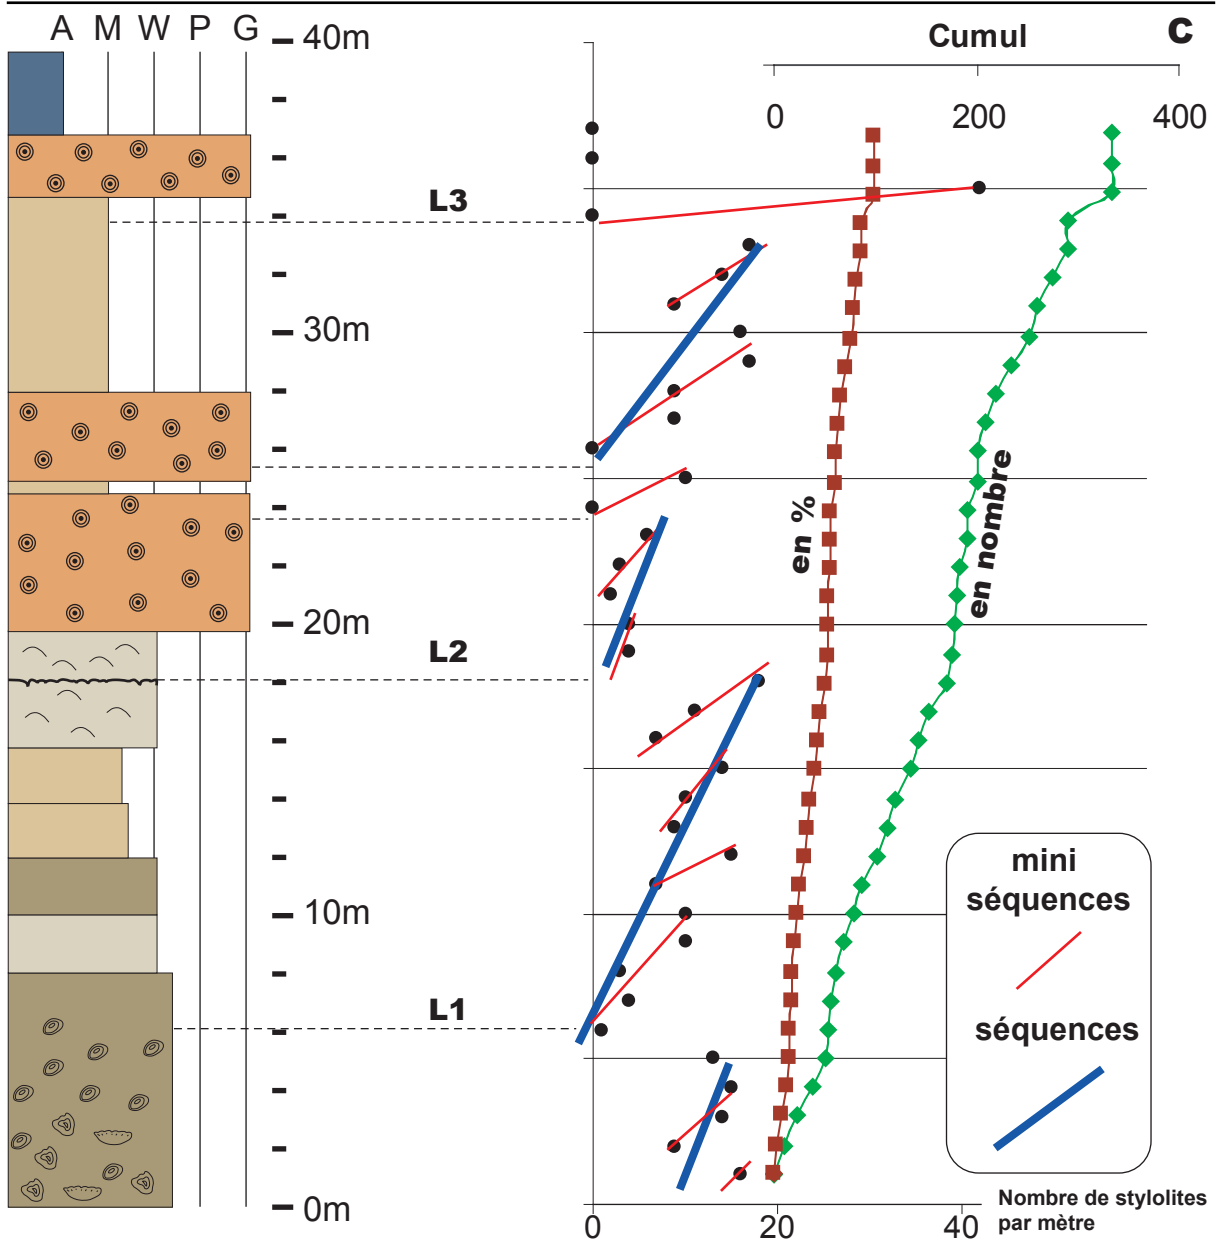 A M W P G
40m
Cumul
C
0 200 400
L3
30m
en %
en nombre
20m
L2
mini
séquences
10m
séquences
L1
0m
0 20 40
Nombre de stylolites
par mètre